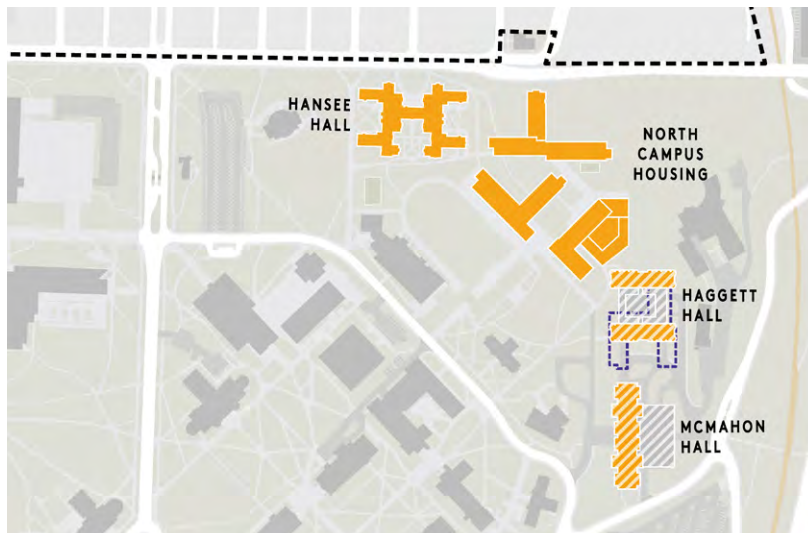 HANSEE
HALL
NORTH
CAMPUS
HOUSING
HAGGETT
HALL
MCMAHON
HALL